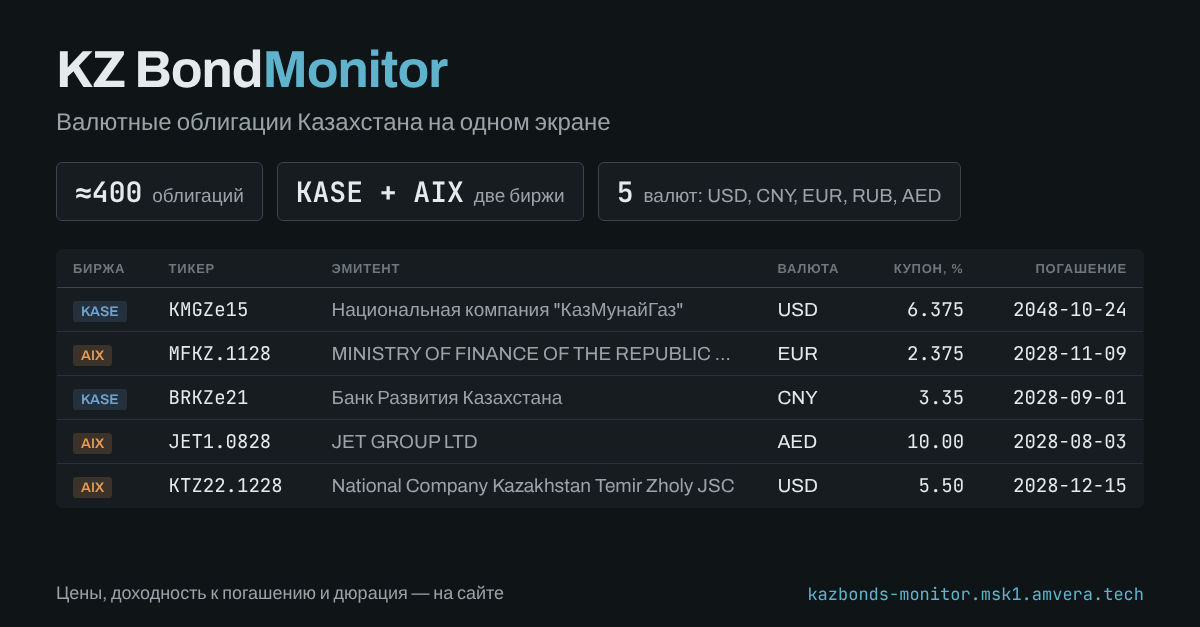 KZ BondMonitor
Валютные облигации Казахстана на одном экране
≈400 облигаций KASE + AIX две биржи 5 валют: USD, CNY, EUR, RUB, AED
БИРЖА ТИКЕР ЭМИТЕНТ ВАЛЮТА КУПОН, % ПОГАШЕНИЕ
KASE KMGZe15 Национальная компания "КазМунайГаз" USD 6.375 2048-10-24
AIX MFKZ.1128 MINISTRY OF FINANCE OF THE REPUBLIC ... EUR 2.375 2028-11-09
KASE BRKZe21 Банк Развития Казахстана CNY 3.35 2028-09-01
AIX JET1.0828 JET GROUP LTD AED 10.00 2028-08-03
AIX KTZ22.1228 National Company Kazakhstan Temir Zholy JSC USD 5.50 2028-12-15
Цены, доходность к погашению и дюрация — на сайте kazbonds-monitor.msk1.amvera.tech